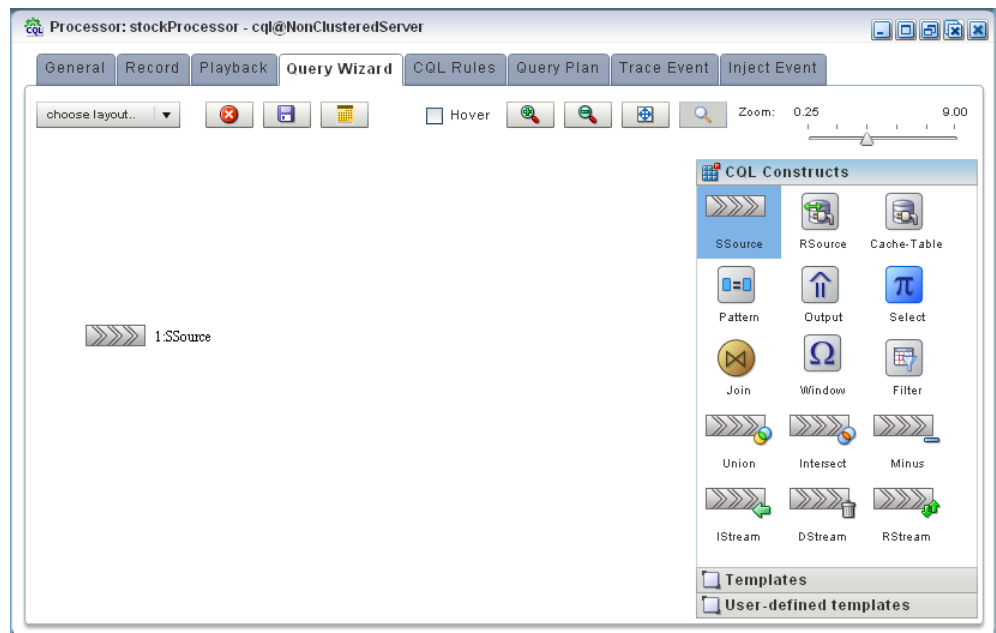 CQL Processor: stockProcessor - cql@NonClusteredServer
General Record Playback Query Wizard CQL Rules Query Plan Trace Event Inject Event
choose layout.. Hover Zoom: 0.25 9.00
CQL Constructs
SSource RSource Cache-Table
π
Pattern Output Select
1:SSource
Ω
Join Window Filter
Union Intersect Minus
IStream DStream RStream
Templates
User-defined templates